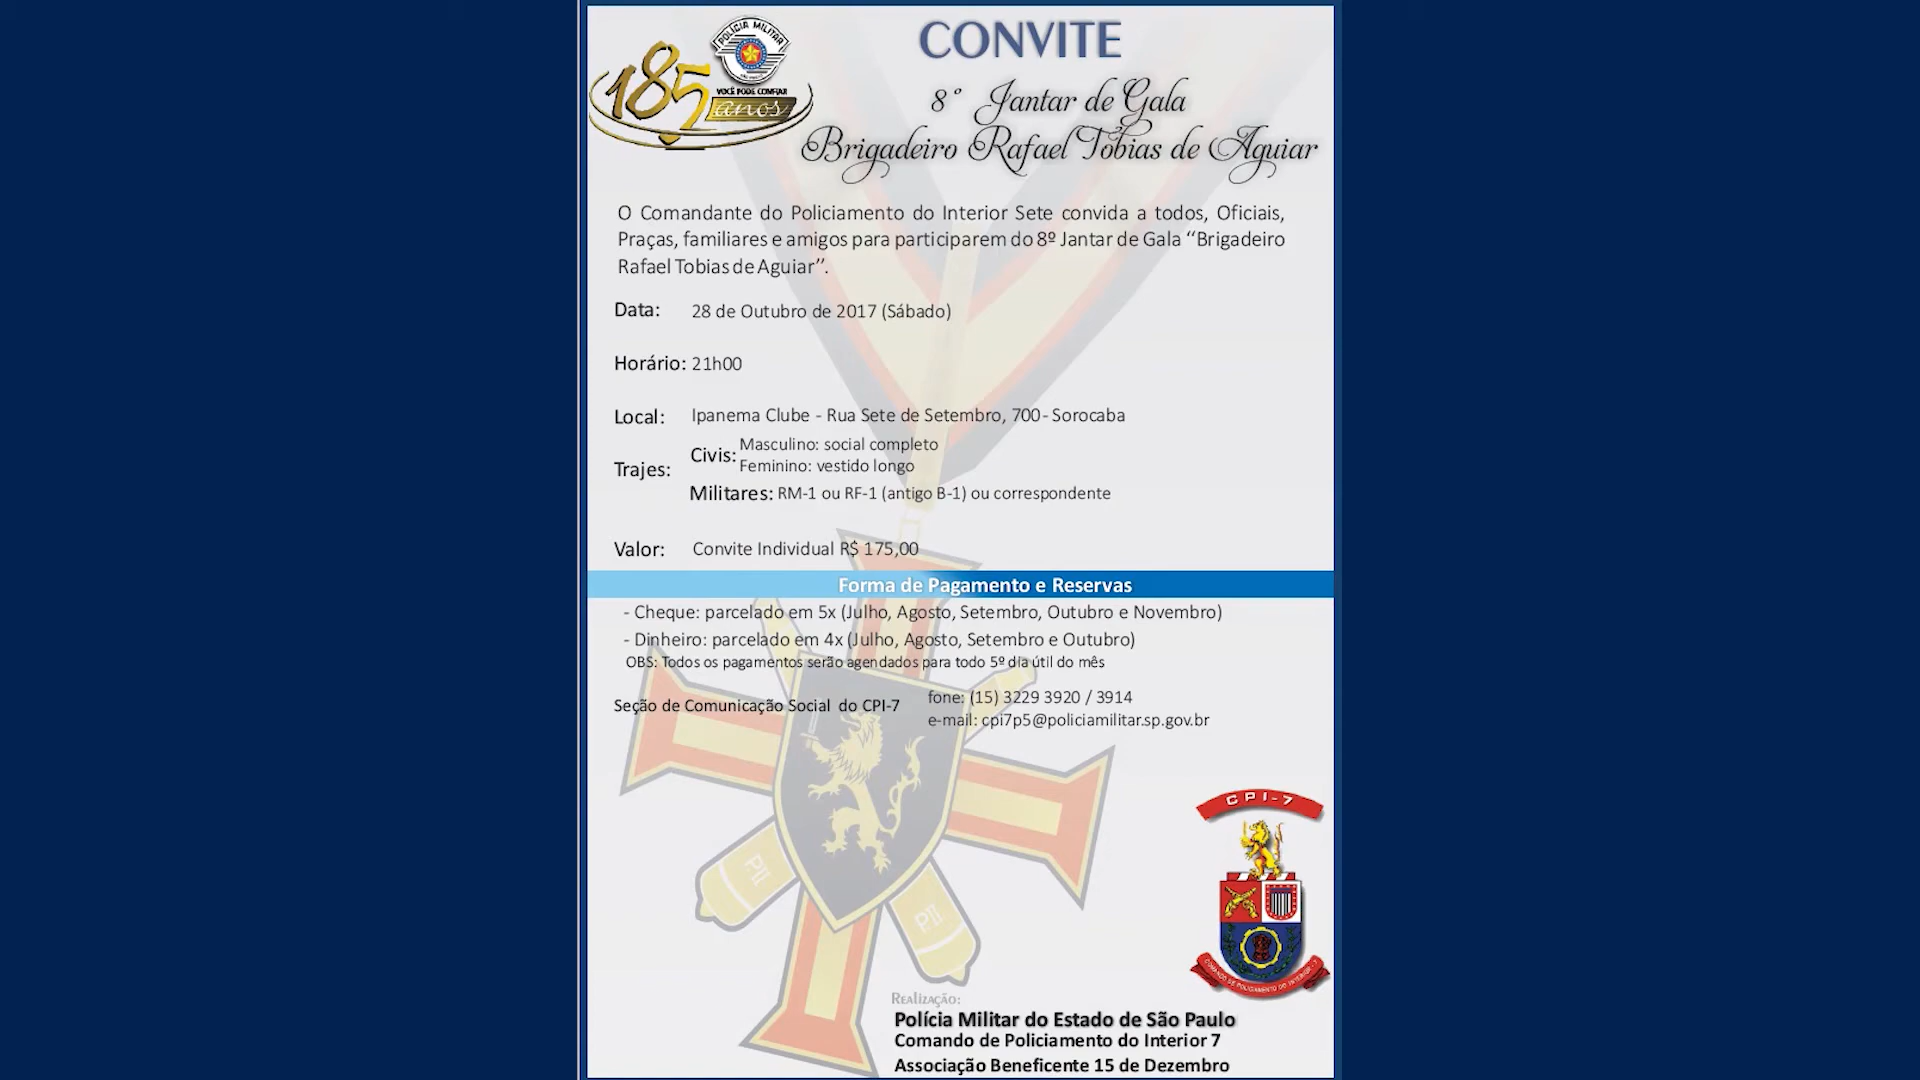 POLÍCIA MILITAR
185
VOCÊ PODE CONFIAR
anos
CONVITE
8º Jantar de Gala
Brigadeiro Rafael Tobias de Aguiar
O Comandante do Policiamento do Interior Sete convida a todos, Oficiais,
Praças, familiares e amigos para participarem do 8º Jantar de Gala “Brigadeiro
Rafael Tobias de Aguiar”.
Data: 28 de Outubro de 2017 (Sábado)
Horário: 21h00
Local: Ipanema Clube - Rua Sete de Setembro, 700 - Sorocaba
Trajes: Civis: Masculino: social completo
Feminino: vestido longo
Militares: RM-1 ou RF-1 (antigo B-1) ou correspondente
Valor: Convite Individual R$ 175,00
Forma de Pagamento e Reservas
- Cheque: parcelado em 5x (Julho, Agosto, Setembro, Outubro e Novembro)
- Dinheiro: parcelado em 4x (Julho, Agosto, Setembro e Outubro)
OBS: Todos os pagamentos serão agendados para todo 5º dia útil do mês
Seção de Comunicação Social do CPI-7
fone: (15) 3229 3920 / 3914
e-mail: cpi7p5@policiamilitar.sp.gov.br
CPI-7
COMANDO DE POLICIAMENTO DO INTERIOR - 7
PII
PII
Realização:
Polícia Militar do Estado de São Paulo
Comando de Policiamento do Interior 7
Associação Beneficente 15 de Dezembro